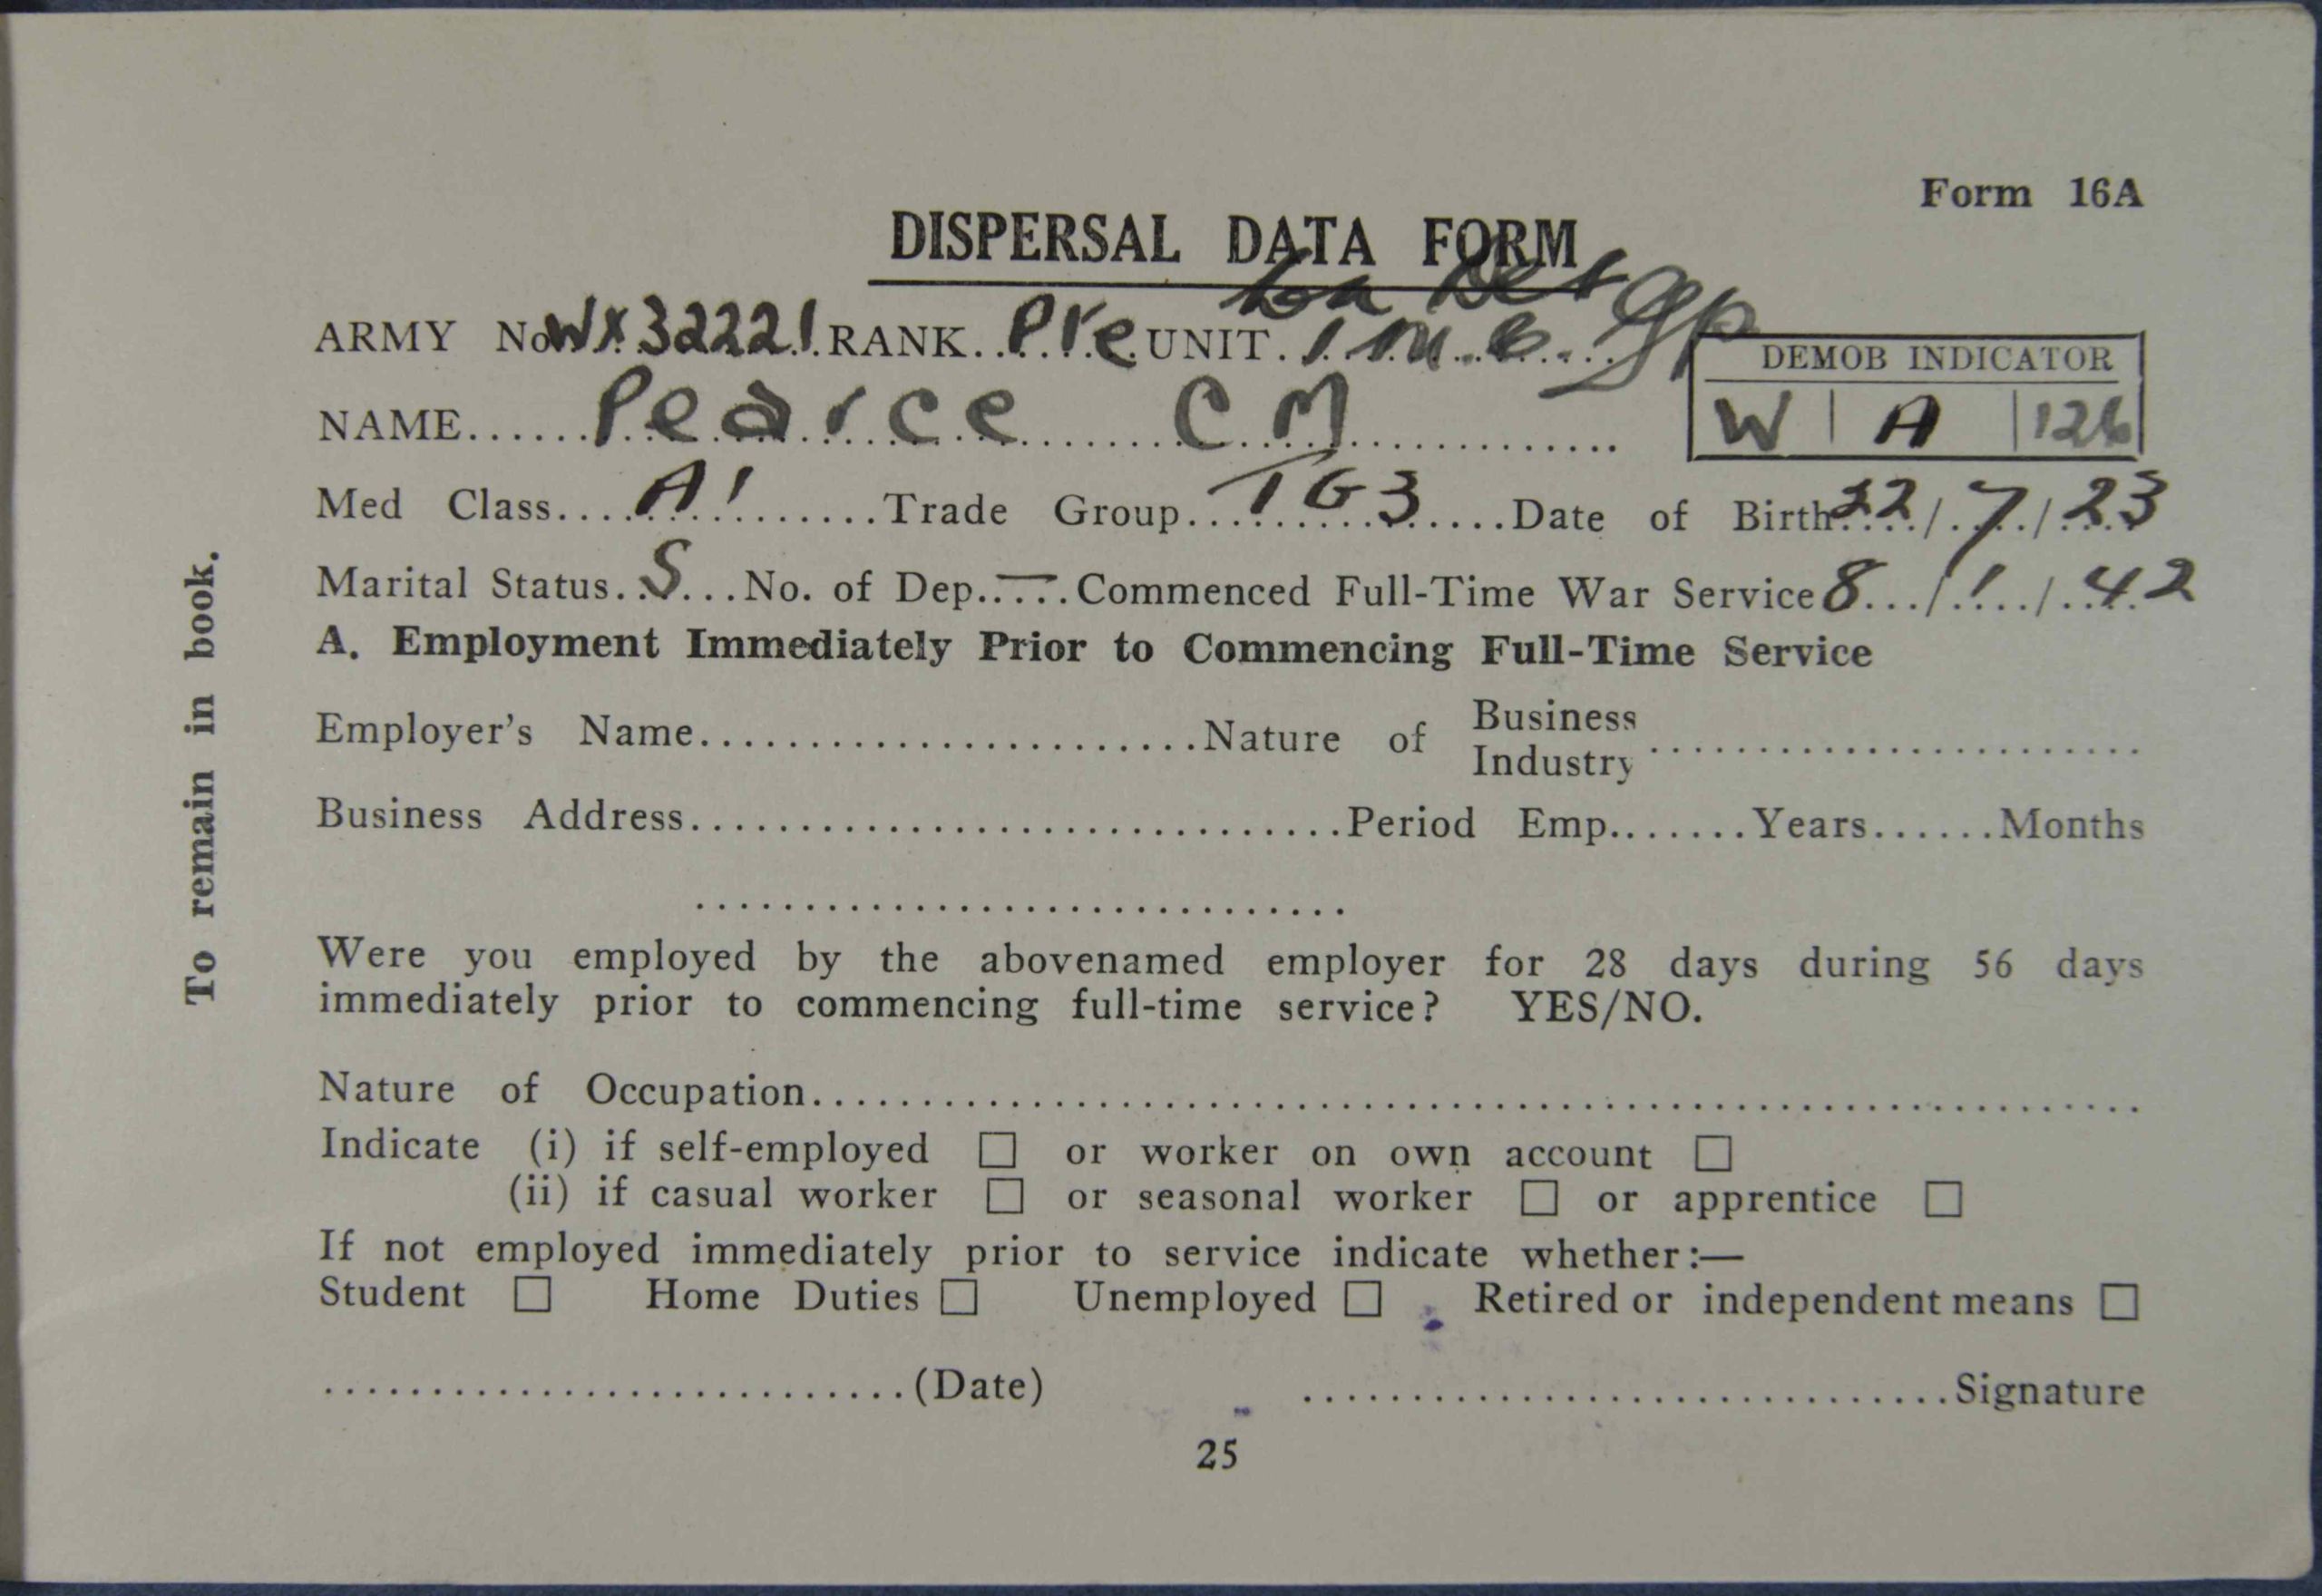 Form 16A
DISPERSAL DATA FORM
Det Gp
ARMY No. WX32221 RANK Pte UNIT 1
DEMOB INDICATOR
NAME Pearce C M
W | A | 126
Med Class A1 Trade Group TG3 Date of Birth 22/7/23
Marital Status S No. of Dep. — Commenced Full-Time War Service 8/1/42
A. Employment Immediately Prior to Commencing Full-Time Service
Employer's Name........................Nature of Business Industry........................
Business Address..............................Period Emp.......Years......Months
..............................
Were you employed by the abovenamed employer for 28 days during 56 days
immediately prior to commencing full-time service? YES/NO.
Nature of Occupation............................................................
Indicate (i) if self-employed □ or worker on own account □
(ii) if casual worker □ or seasonal worker □ or apprentice □
If not employed immediately prior to service indicate whether:—
Student □ Home Duties □ Unemployed □ Retired or independent means □
...........................(Date) ..............................Signature
25
To remain in book.